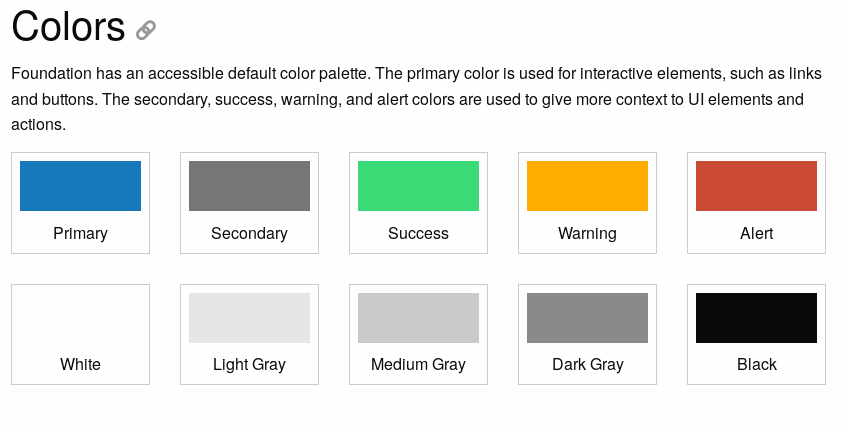 Colors
Foundation has an accessible default color palette. The primary color is used for interactive elements, such as links
and buttons. The secondary, success, warning, and alert colors are used to give more context to UI elements and
actions.
Primary Secondary Success Warning Alert
White Light Gray Medium Gray Dark Gray Black